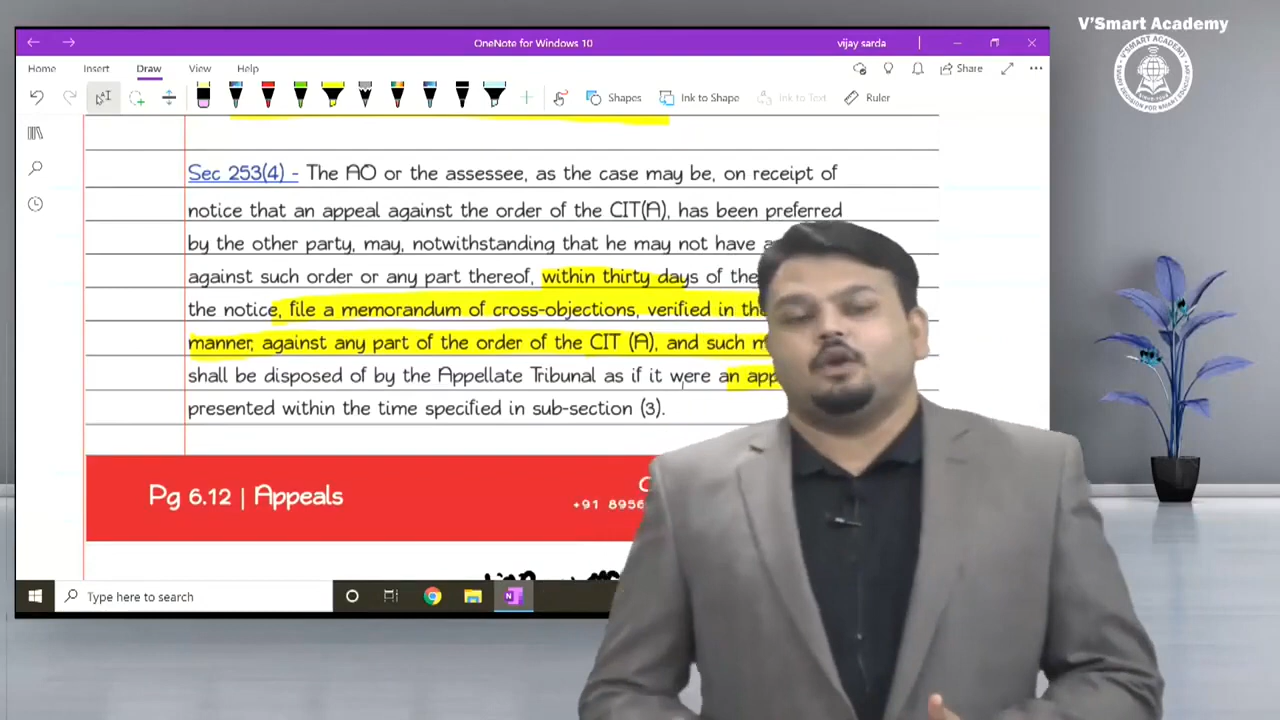 V'Smart Academy
OneNote for Windows 10
vijay sarda
Home Insert Draw View Help
Share
Shapes Ink to Shape Ink to Text Ruler
Sec 253(4) - The AO or the assessee, as the case may be, on receipt of
notice that an appeal against the order of the CIT(A), has been preferred
by the other party, may, notwithstanding that he may not have
against such order or any part thereof, within thirty days of the
the notice, file a memorandum of cross-objections, verified in the
manner, against any part of the order of the CIT (A), and such
shall be disposed of by the Appellate Tribunal as if it were an
presented within the time specified in sub-section (3).
Pg 6.12 | Appeals
+91 8956
Type here to search